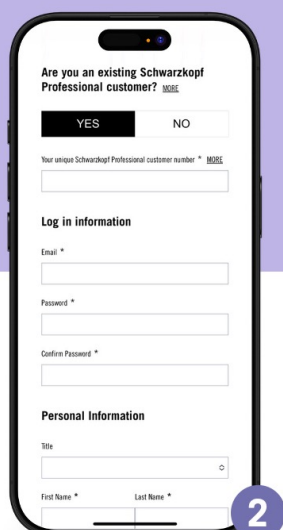 Are you an existing Schwarzkopf
Professional customer? MORE
YES NO
Your unique Schwarzkopf Professional customer number * MORE
Log in information
Email *
Password *
Confirm Password *
Personal Information
Title
First Name * Last Name *
2